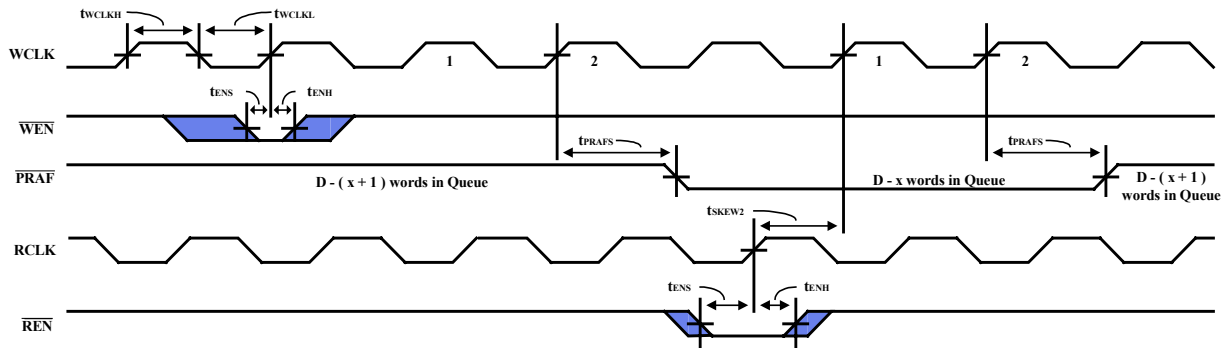 tWCLKH
tWCLKL
WCLK
1
2
1
2
tENS
tENH
WEN
tPRAFS
tPRAFS
PRAF
D - ( x + 1 ) words in Queue
D - x words in Queue
D - ( x + 1 )
words in Queue
tSKEW2
RCLK
tENS
tENH
REN